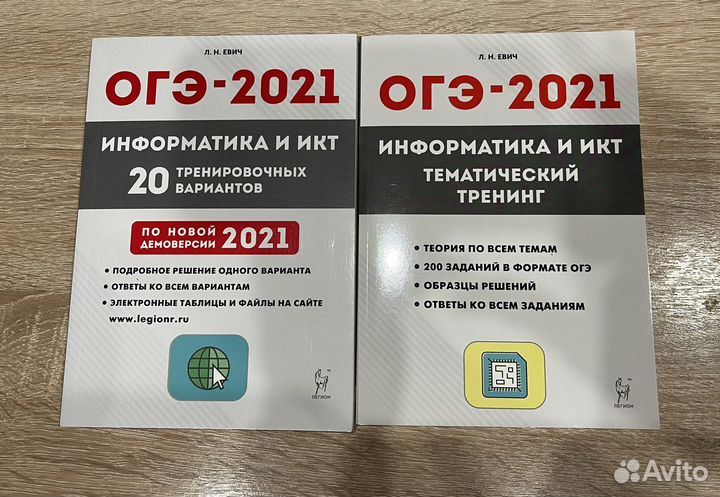 Л. Н. ЕВИЧ
ОГЭ-2021
ИНФОРМАТИКА И ИКТ
20 ТРЕНИРОВОЧНЫХ
ВАРИАНТОВ
ПО НОВОЙ
ДЕМОВЕРСИИ 2021
• ПОДРОБНОЕ РЕШЕНИЕ ОДНОГО ВАРИАНТА
• ОТВЕТЫ КО ВСЕМ ВАРИАНТАМ
• ЭЛЕКТРОННЫЕ ТАБЛИЦЫ И ФАЙЛЫ НА САЙТЕ
www.legionr.ru
ЛЕГИОН
Л. Н. ЕВИЧ
ОГЭ-2021
ИНФОРМАТИКА И ИКТ
ТЕМАТИЧЕСКИЙ
ТРЕНИНГ
• ТЕОРИЯ ПО ВСЕМ ТЕМАМ
• 200 ЗАДАНИЙ В ФОРМАТЕ ОГЭ
• ОБРАЗЦЫ РЕШЕНИЙ
• ОТВЕТЫ КО ВСЕМ ЗАДАНИЯМ
ЛЕГИОН
Avito